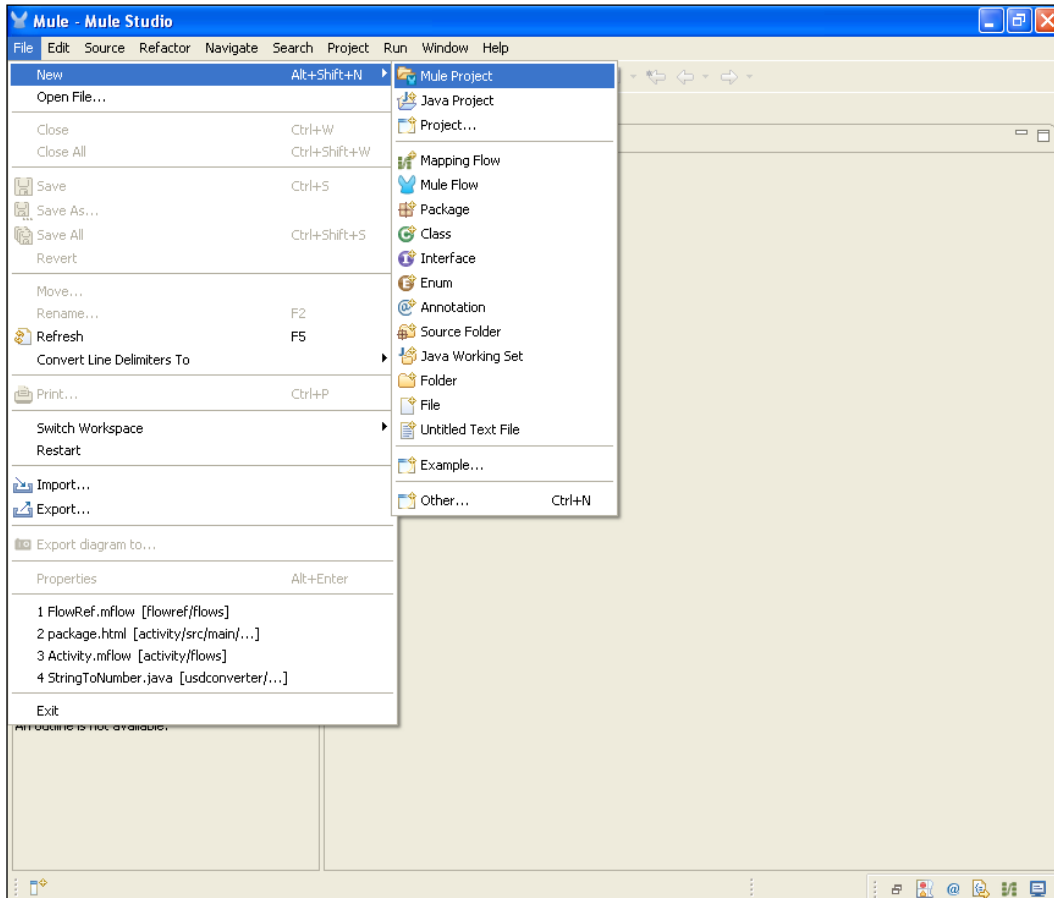 Mule - Mule Studio
File Edit Source Refactor Navigate Search Project Run Window Help
New Alt+Shift+N
Open File...
Close Ctrl+W
Close All Ctrl+Shift+W
Save Ctrl+S
Save As...
Save All Ctrl+Shift+S
Revert
Move...
Rename... F2
Refresh F5
Convert Line Delimiters To
Print... Ctrl+P
Switch Workspace
Restart
Import...
Export...
Export diagram to...
Properties Alt+Enter
1 FlowRef.mflow [flowref/flows]
2 package.html [activity/src/main/...]
3 Activity.mflow [activity/flows]
4 StringToNumber.java [usdconverter/...]
Exit
Mule Project
Java Project
Project...
Mapping Flow
Mule Flow
Package
Class
Interface
Enum
Annotation
Source Folder
Java Working Set
Folder
File
Untitled Text File
Example...
Other... Ctrl+N
An outline is not available.